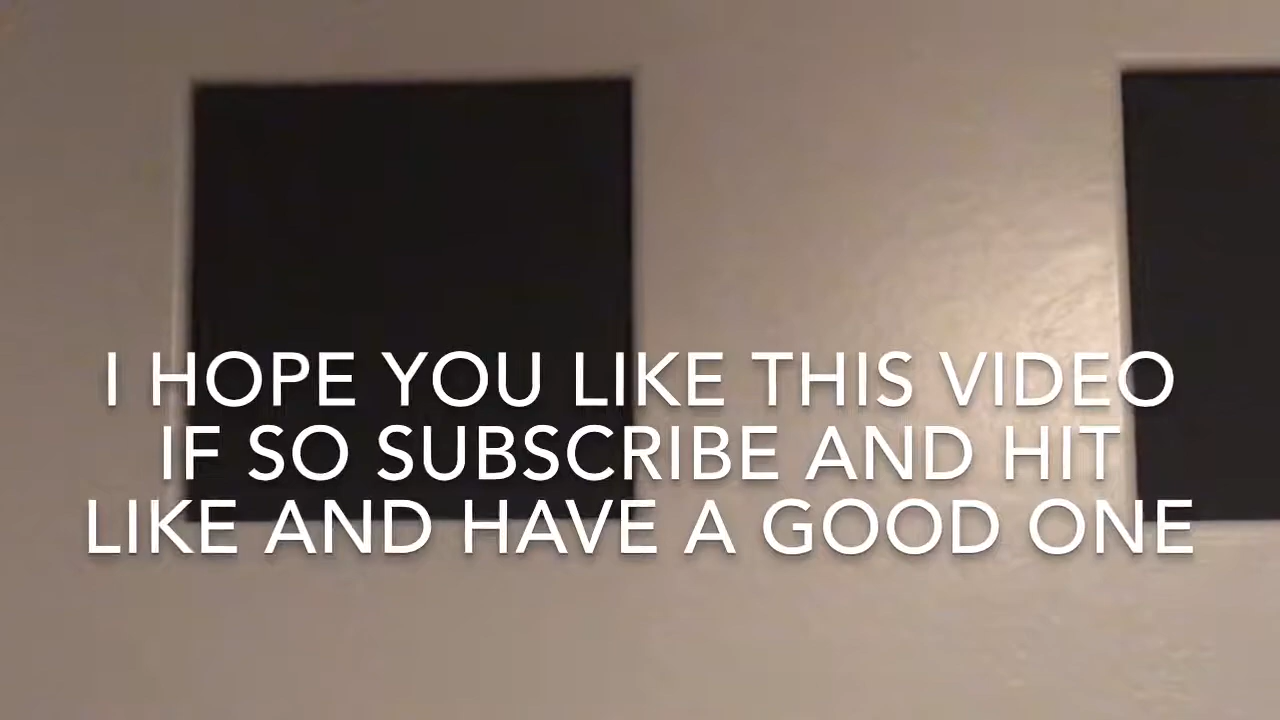 I HOPE YOU LIKE THIS VIDEO
IF SO SUBSCRIBE AND HIT
LIKE AND HAVE A GOOD ONE